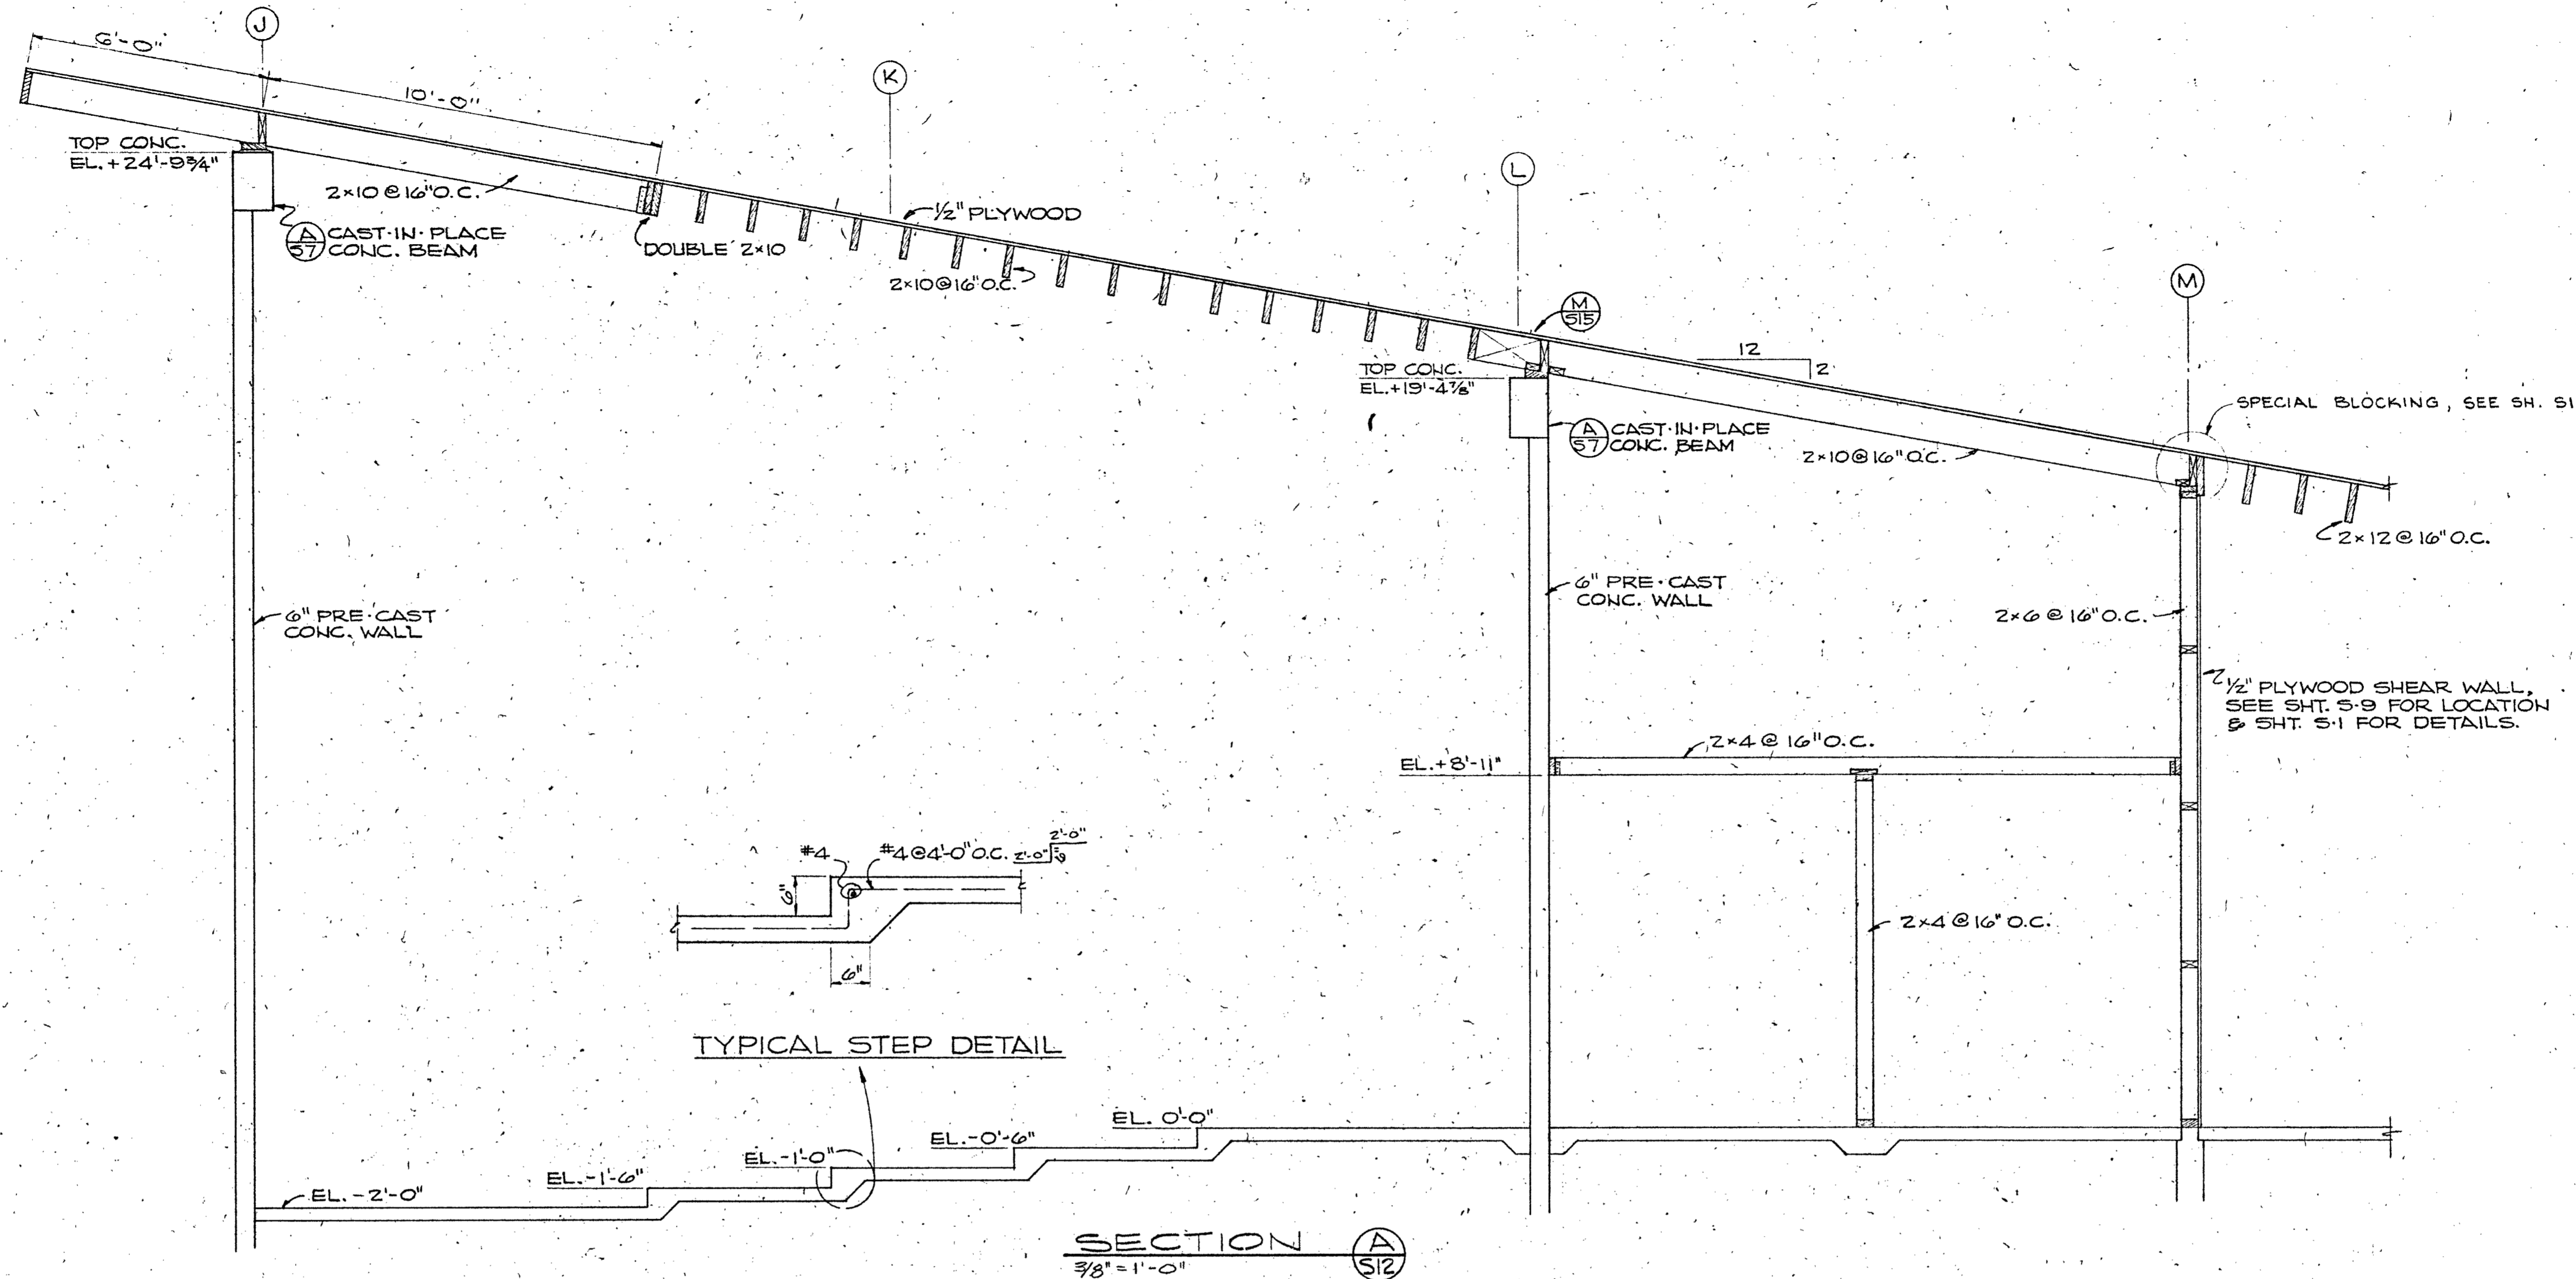 J
6'-0"
K
10'-0"
TOP CONC.
EL. + 24'-9¾"
2×10 @ 16" O.C.
A
S7
CAST-IN-PLACE
CONC. BEAM
DOUBLE 2×10
½" PLYWOOD
2×10 @ 16" O.C.
L
M
S15
TOP CONC.
EL. +19'-4⅞"
12
2
M
SPECIAL BLOCKING, SEE SH. S1
A
S7
CAST-IN-PLACE
CONC. BEAM
2×10 @ 16" O.C.
2×12 @ 16" O.C.
6" PRE-CAST
CONC. WALL
6" PRE-CAST
CONC. WALL
2×6 @ 16" O.C.
½" PLYWOOD SHEAR WALL,
SEE SHT. S-9 FOR LOCATION
& SHT. S-1 FOR DETAILS.
2×4 @ 16" O.C.
EL. +8'-11"
#4
#4 @ 4'-0" O.C.
2'-0"
2'-0"
6"
6"
2×4 @ 16" O.C.
TYPICAL STEP DETAIL
EL. 0'-0"
EL. -0'-6"
EL. -1'-0"
EL. -1'-6"
EL. -2'-0"
SECTION
A
S12
3/8" = 1'-0"